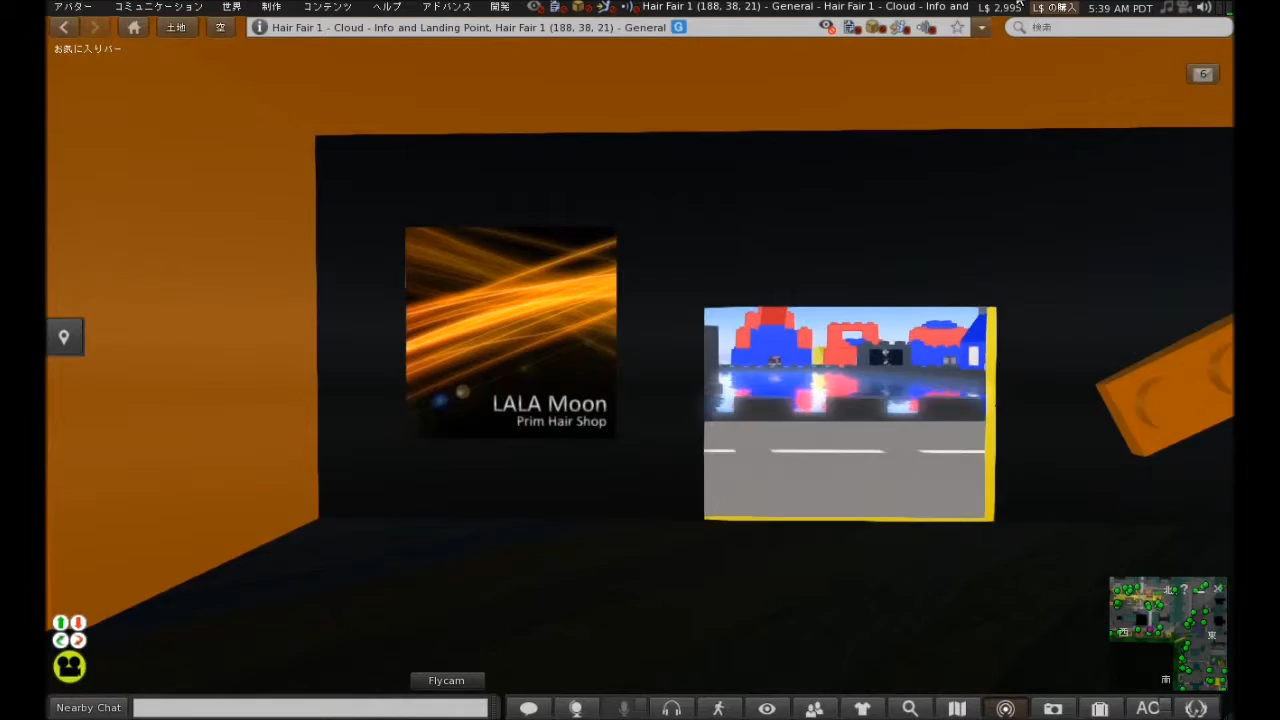 アバター コミュニケーション 世界 制作 コンテンツ ヘルプ アドバンス 開発 Hair Fair 1 (188, 38, 21) - General - Hair Fair 1 - Cloud - Info and L$ 2,995 L$ の購入 5:39 AM PDT
土地 空 Hair Fair 1 - Cloud - Info and Landing Point, Hair Fair 1 (188, 38, 21) - General G 検索
お気に入りバー
6
LALA Moon
Prim Hair Shop
北 ?
西 東
南
Flycam
Nearby Chat AC